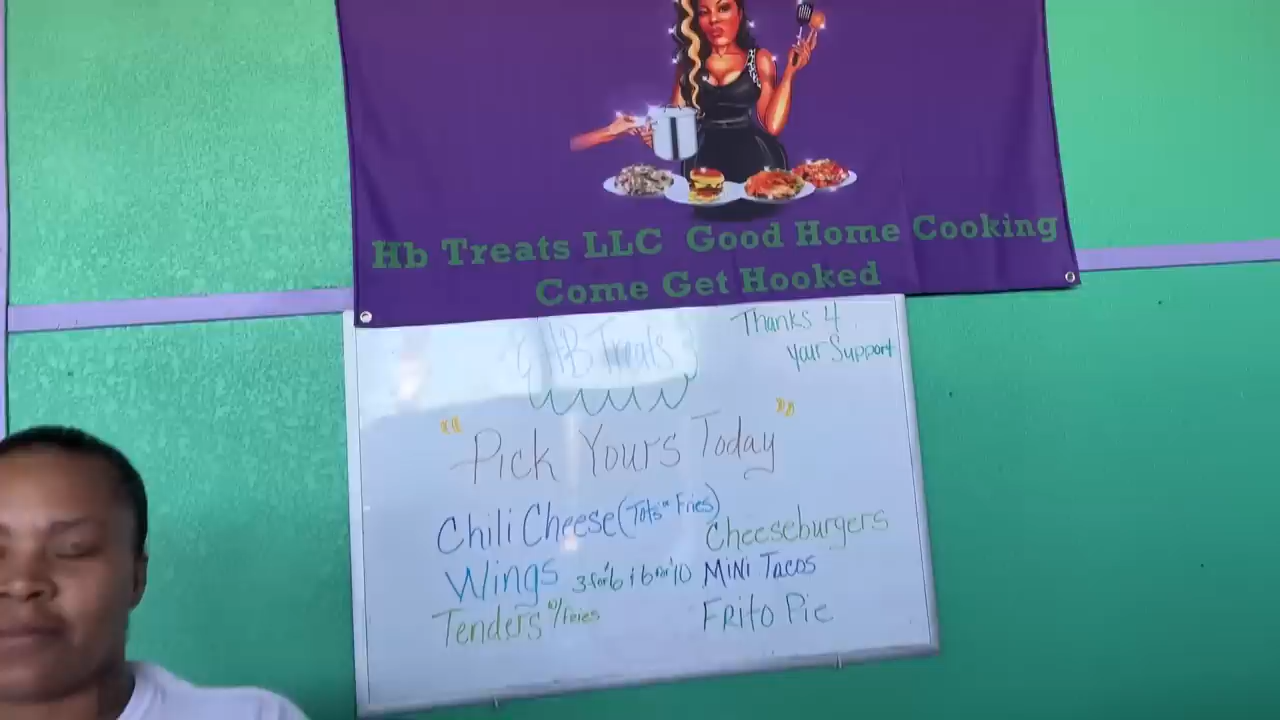 Hb Treats LLC Good Home Cooking
Come Get Hooked
HB Treats
Thanks 4
your Support
"Pick Yours Today"
Chili Cheese (Tots or Fries)
Cheeseburgers
Wings 3 for $6 | 6 for $10
Mini Tacos
Tenders w/fries
Frito Pie